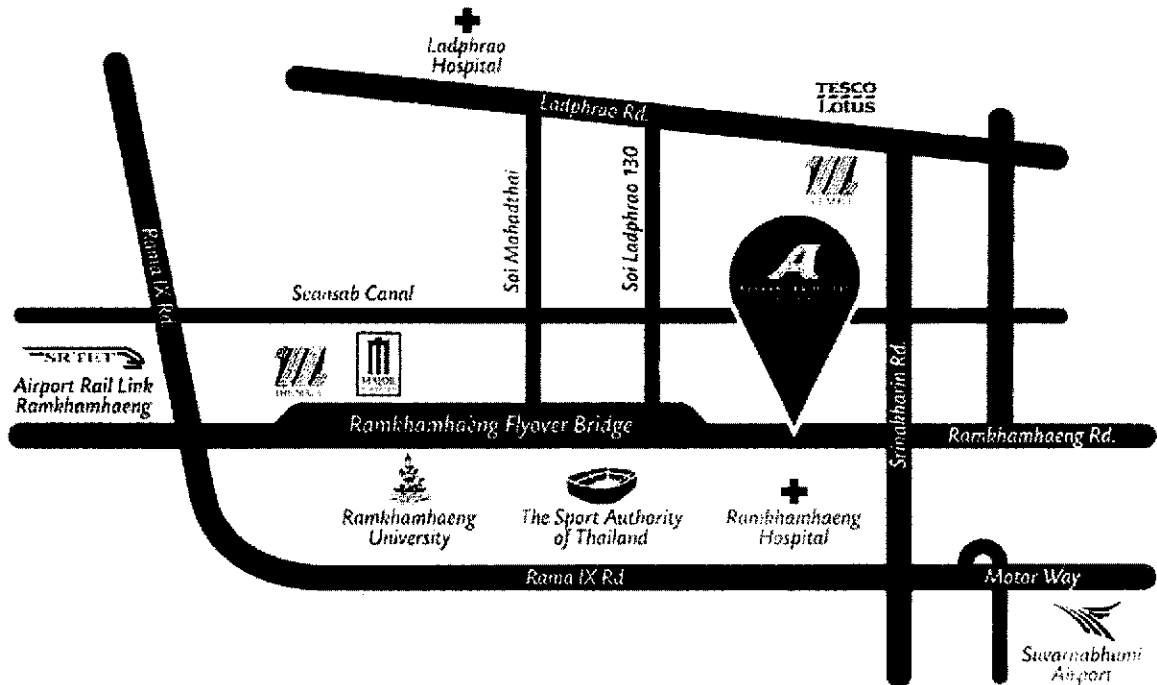 Ladphrao
Hospital
Ladphrao Rd.
TESCO
Lotus
Soi Mahadthai
Soi Ladphrao 130
Rama IX Rd.
Seansab Canal
SRTET
Airport Rail Link
Ramkhamhaeng
MAJOR
Ramkhamhaeng Flyover Bridge
Srinakharin Rd.
Ramkhamhaeng Rd.
Ramkhamhaeng
University
The Sport Authority
of Thailand
Ramkhamhaeng
Hospital
Rama IX Rd
Motor Way
Suvarnabhumi
Airport